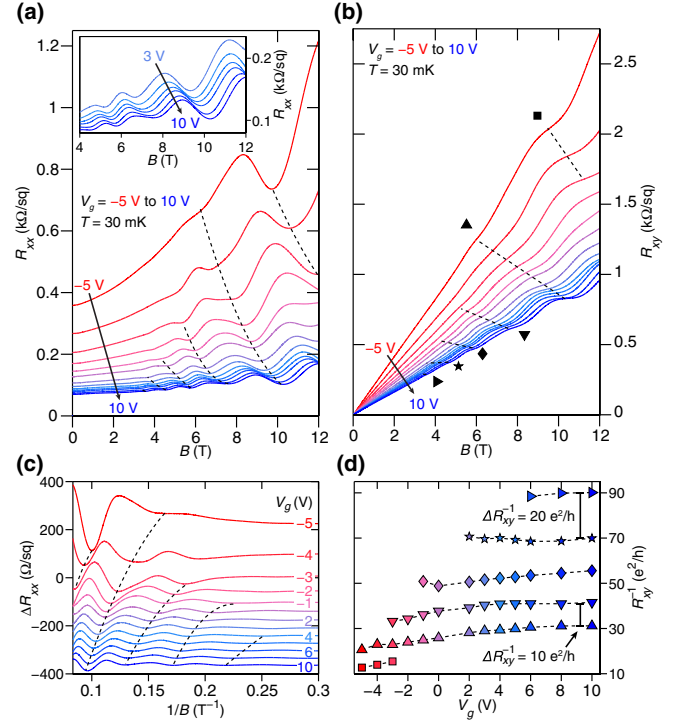 (a)
1.2
1
0.8
0.6
0.4
0.2
0
R_xx (kΩ/sq)
0 2 4 6 8 10 12
B (T)
3 V
10 V
0.2
0.1
R_xx (kΩ/sq)
4 6 8 10 12
B (T)
V_g = −5 V to 10 V
T = 30 mK
−5 V
10 V
(b)
V_g = −5 V to 10 V
T = 30 mK
2.5
2
1.5
1
0.5
0
R_xy (kΩ/sq)
−5 V
10 V
0 2 4 6 8 10 12
B (T)
(c)
400
200
0
−200
−400
ΔR_xx (Ω/sq)
V_g (V)
−5
−4
−3
−2
−1
2
4
6
10
0.1 0.15 0.2 0.25 0.3
1/B (T⁻¹)
(d)
ΔR_xy⁻¹ = 20 e²/h
ΔR_xy⁻¹ = 10 e²/h
90
70
50
30
10
R_xy⁻¹ (e²/h)
−4 −2 0 2 4 6 8 10
V_g (V)